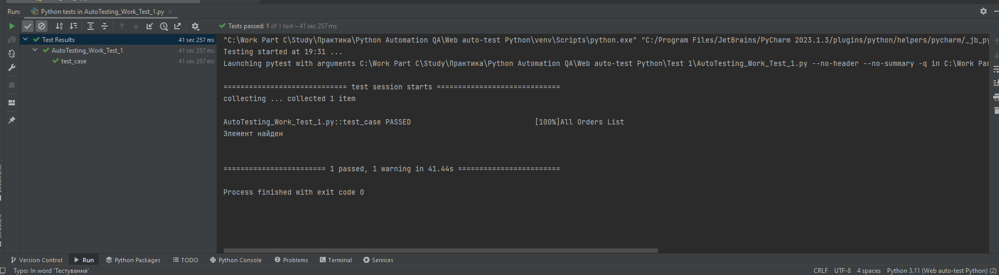 Run: Python tests in AutoTesting_Work_Test_1.py
Tests passed: 1 of 1 test – 41 sec 257 ms
Test Results 41 sec 257 ms
AutoTesting_Work_Test_1 41 sec 257 ms
test_case 41 sec 257 ms
"C:\Work Part C\Study\Практика\Python Automation QA\Web auto-test Python\venv\Scripts\python.exe" "C:/Program Files/JetBrains/PyCharm 2023.1.3/plugins/python/helpers/pycharm/_jb_py
Testing started at 19:31 ...
Launching pytest with arguments C:\Work Part C\Study\Практика\Python Automation QA\Web auto-test Python\Test 1\AutoTesting_Work_Test_1.py --no-header --no-summary -q in C:\Work Par
============================= test session starts =============================
collecting ... collected 1 item
AutoTesting_Work_Test_1.py::test_case PASSED [100%]All Orders List
Элемент найден
======================== 1 passed, 1 warning in 41.44s ========================
Process finished with exit code 0
Version Control Run Python Packages TODO Python Console Problems Terminal Services
Typo: In word 'Тестування' CRLF UTF-8 4 spaces Python 3.11 (Web auto-test Python) (2)